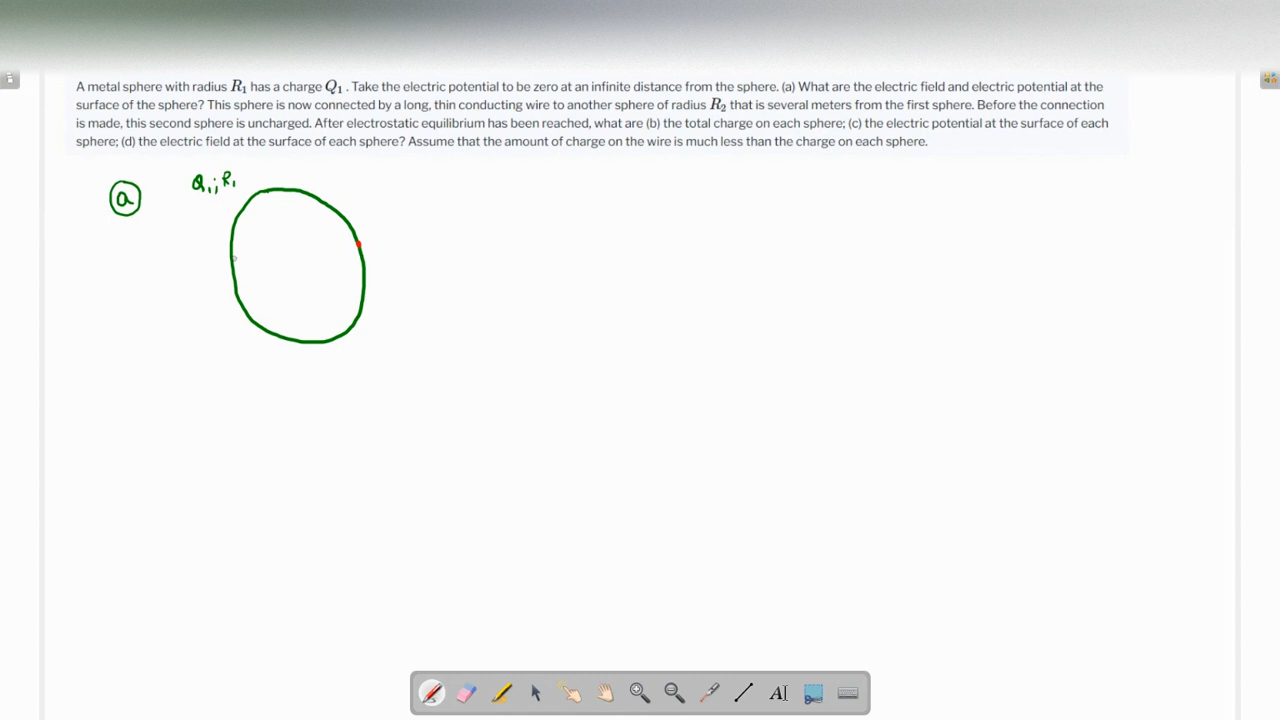 A metal sphere with radius R₁ has a charge Q₁ . Take the electric potential to be zero at an infinite distance from the sphere. (a) What are the electric field and electric potential at the
surface of the sphere? This sphere is now connected by a long, thin conducting wire to another sphere of radius R₂ that is several meters from the first sphere. Before the connection
is made, this second sphere is uncharged. After electrostatic equilibrium has been reached, what are (b) the total charge on each sphere; (c) the electric potential at the surface of each
sphere; (d) the electric field at the surface of each sphere? Assume that the amount of charge on the wire is much less than the charge on each sphere.
a
Q₁; R₁
A